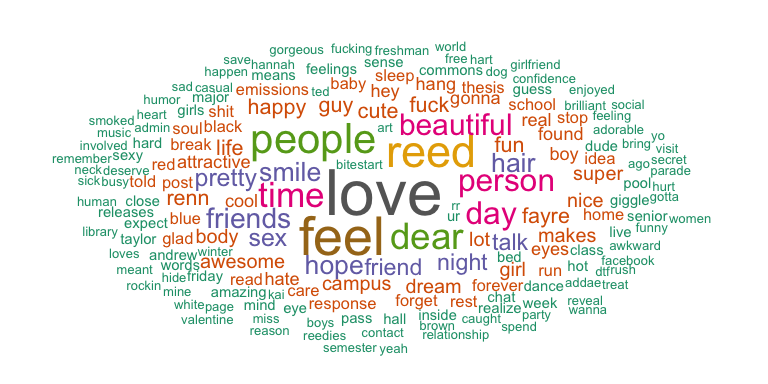 gorgeous fucking freshman world
save hannah feelings sense free hart girlfriend
happen means sleep commons dog confidence
sad casual emissions ted baby hey hang thesis guess enjoyed
humor major happy guy cute fuck gonna school brilliant social
smoked heart girls shit art beautiful real stop feeling
music admin soul black people reed fun found dude adorable yo
involved hard break life bitestart hair boy idea bring visit
remember sexy red attractive smile love person super secret
neck deserve pretty time nice pool parade
sick busy told post renn cool rr day giggle hurt gotta
human close friends feel ur fayre home senior women
releases blue dear lot talk makes live funny
library expect glad body sex night bed eyes class awkward
taylor andrew winter hope friend girl run hot facebook
loves words awesome dtf rush
meant hide friday read hate campus dream forever dance addae treat
rockin mine amazing kai care response forget rest chat week reveal
white page mind eye inside realize party wanna
valentine miss boys pass hall brown caught spend
reason reedies contact relationship
semester yeah